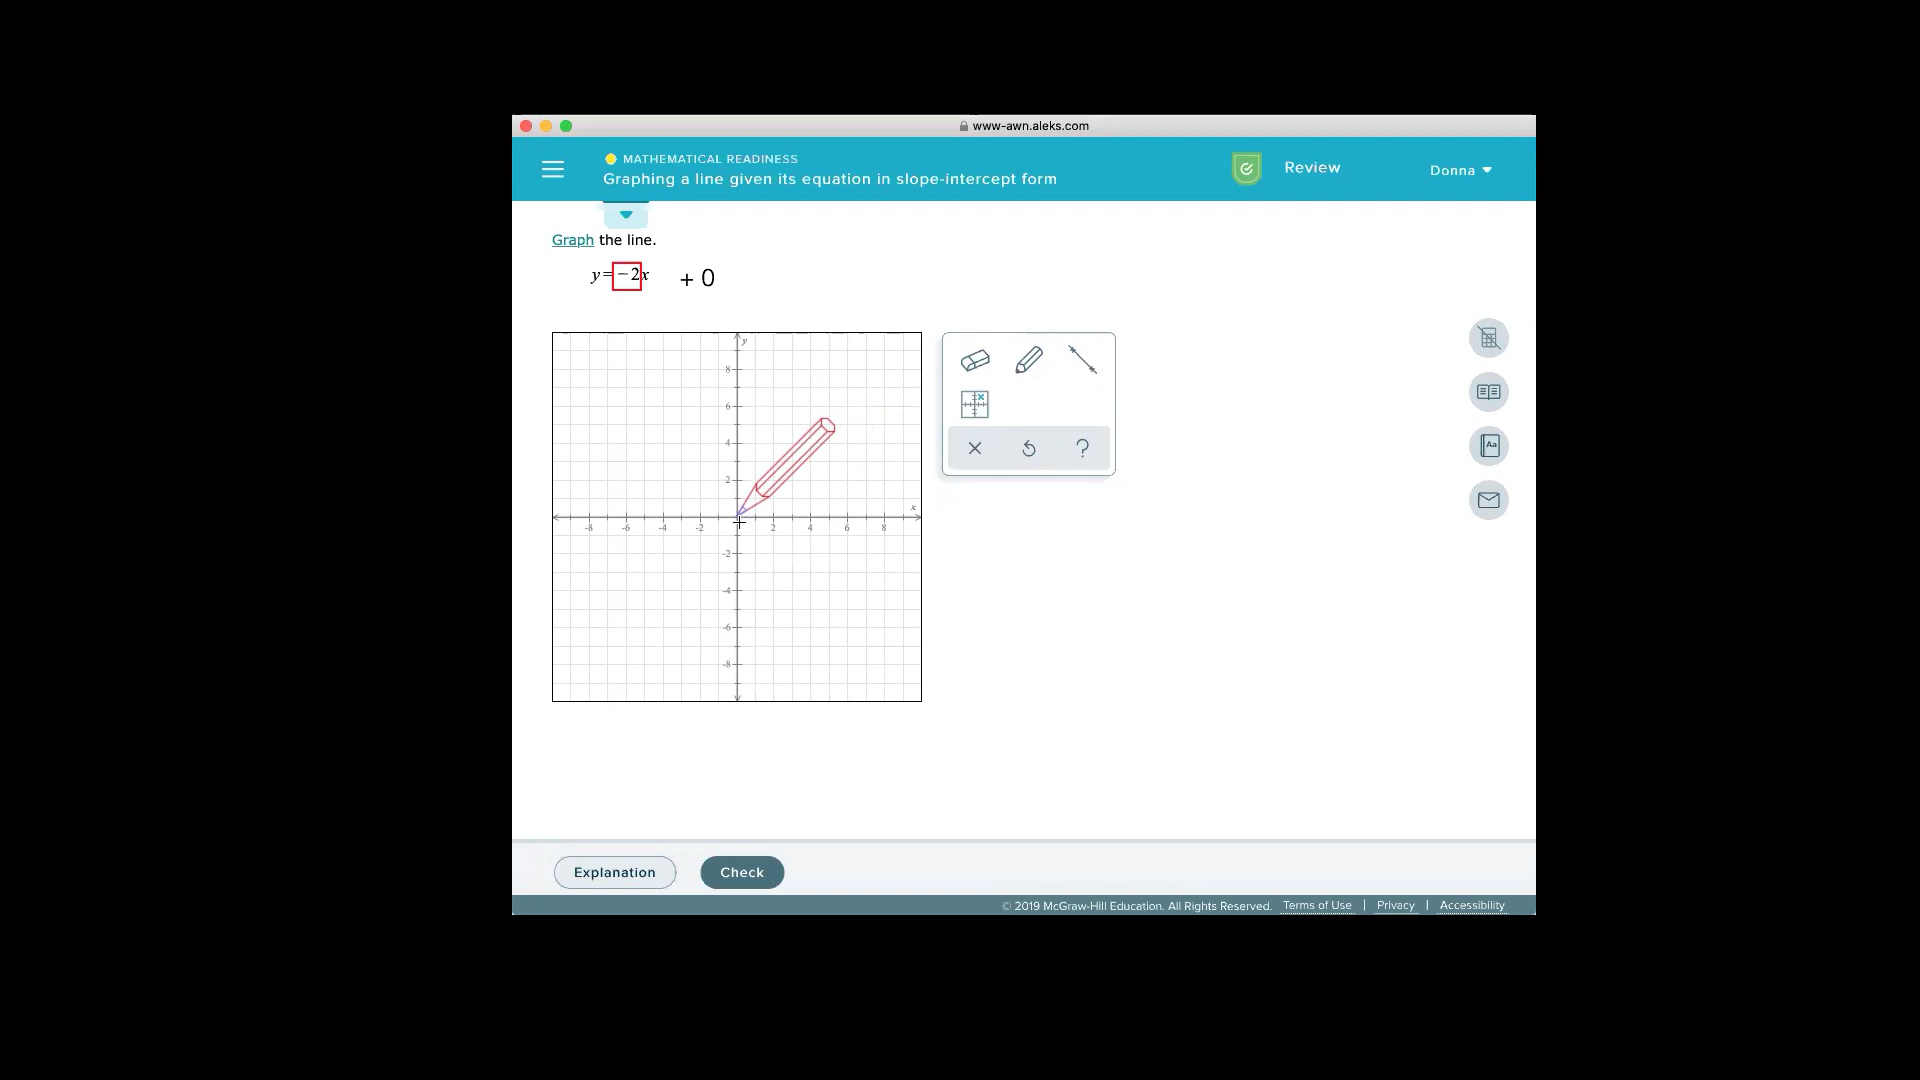 www-awn.aleks.com
MATHEMATICAL READINESS
Graphing a line given its equation in slope-intercept form
Review
Donna
Graph the line.
y=−2x + 0
y
8
6
4
2
x
-8 -6 -4 -2 2 4 6 8
-2
-4
-6
-8
?
Aa
Explanation
Check
© 2019 McGraw-Hill Education. All Rights Reserved. Terms of Use | Privacy | Accessibility